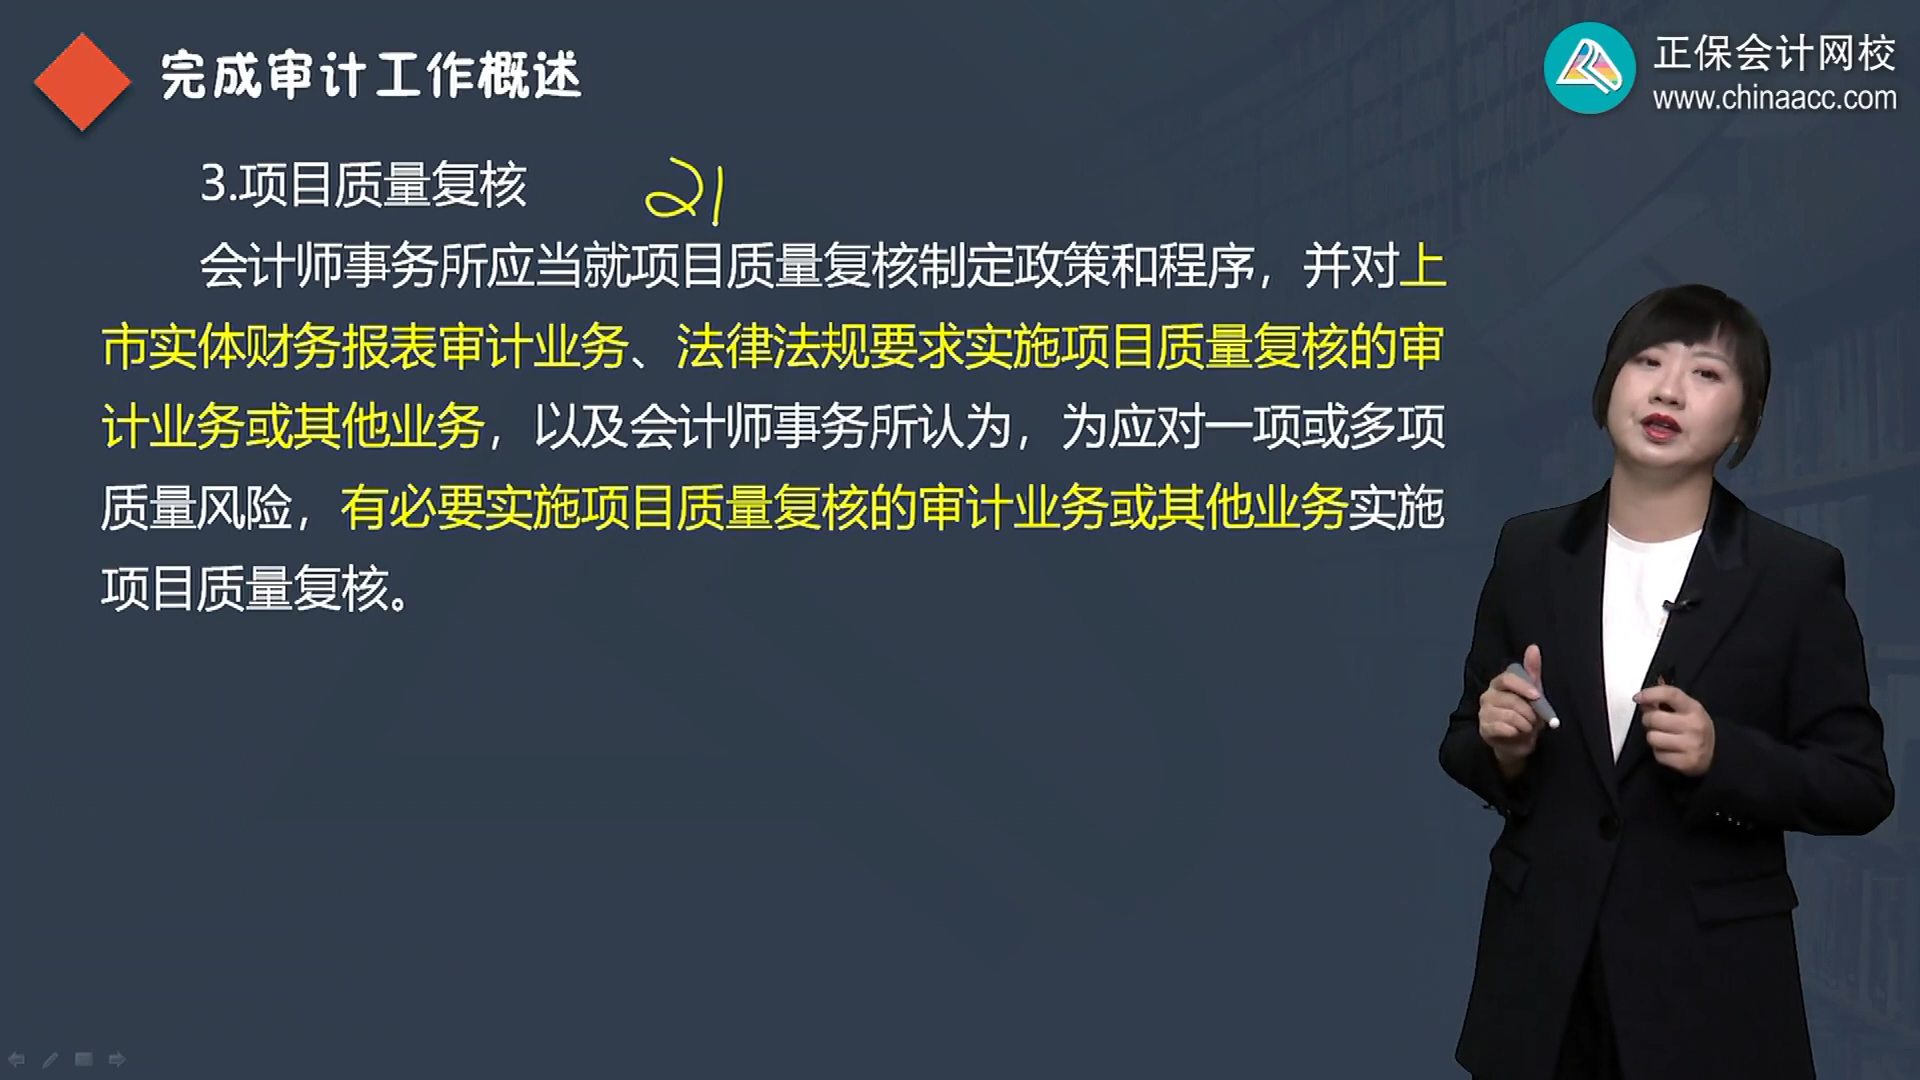 完成审计工作概述
正保会计网校
www.chinaacc.com
3.项目质量复核 21
会计师事务所应当就项目质量复核制定政策和程序，并对上
市实体财务报表审计业务、法律法规要求实施项目质量复核的审
计业务或其他业务，以及会计师事务所认为，为应对一项或多项
质量风险，有必要实施项目质量复核的审计业务或其他业务实施
项目质量复核。